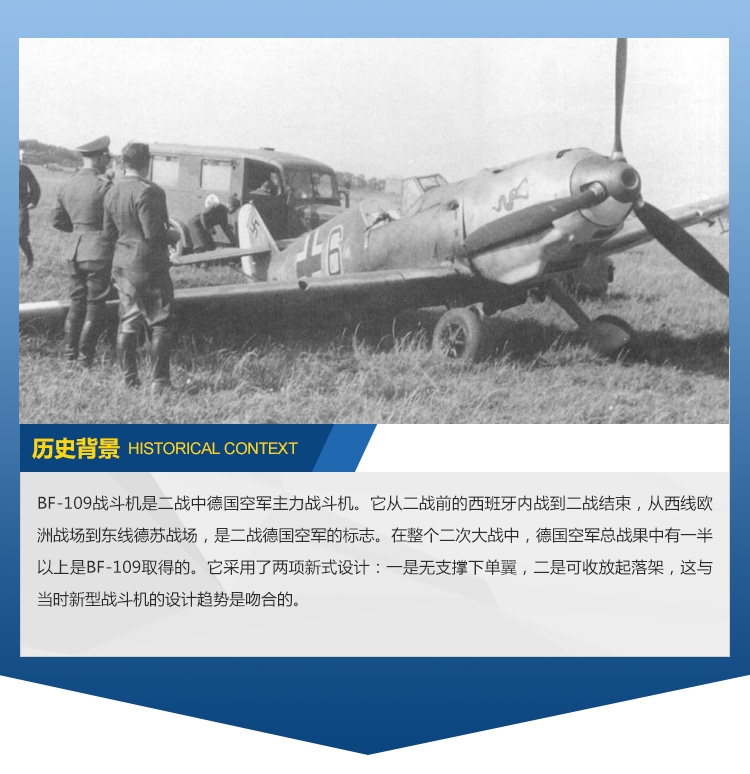 6
历史背景 HISTORICAL CONTEXT
BF-109战斗机是二战中德国空军主力战斗机。它从二战前的西班牙内战到二战结束，从西线欧
洲战场到东线德苏战场，是二战德国空军的标志。在整个二次大战中，德国空军总战果中有一半
以上是BF-109取得的。它采用了两项新式设计：一是无支撑下单翼，二是可收放起落架，这与
当时新型战斗机的设计趋势是吻合的。